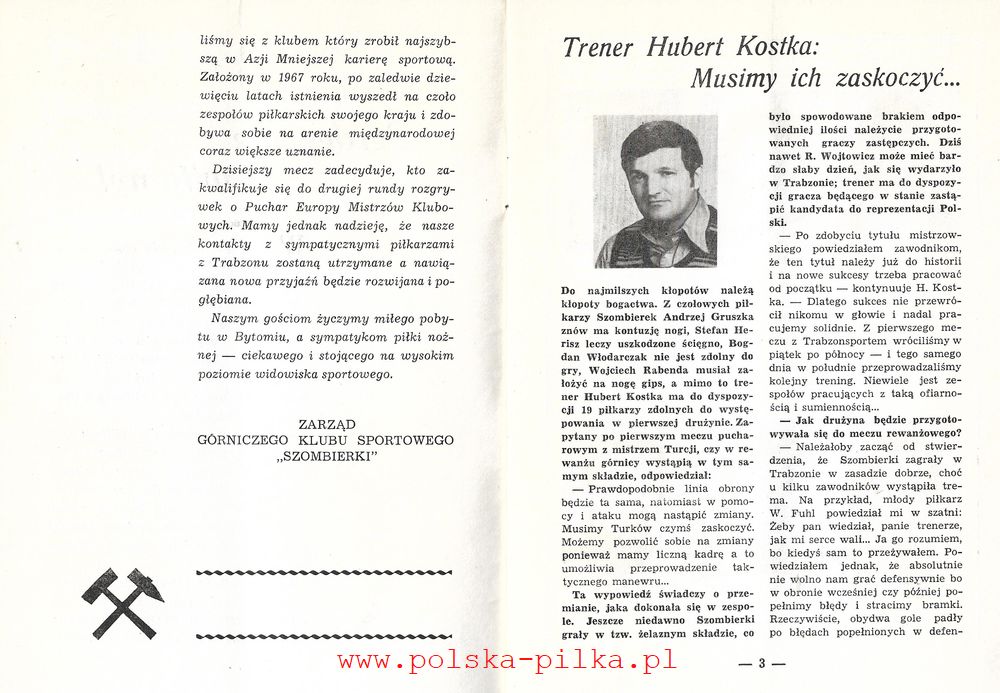 liśmy się z klubem który zrobił najszyb-
szą w Azji Mniejszej karierę sportową.
Założony w 1967 roku, po zaledwie dzie-
więciu latach istnienia wyszedł na czoło
zespołów piłkarskich swojego kraju i zdo-
bywa sobie na arenie międzynarodowej
coraz większe uznanie.
Dzisiejszy mecz zadecyduje, kto za-
kwalifikuje się do drugiej rundy rozgry-
wek o Puchar Europy Mistrzów Klubo-
wych. Mamy jednak nadzieję, że nasze
kontakty z sympatycznymi piłkarzami
z Trabzonu zostaną utrzymane a nawią-
zana nowa przyjaźń będzie rozwijana i po-
głębiana.
Naszym gościom życzymy miłego poby-
tu w Bytomiu, a sympatykom piłki noż-
nej — ciekawego i stojącego na wysokim
poziomie widowiska sportowego.
ZARZĄD
GÓRNICZEGO KLUBU SPORTOWEGO
„SZOMBIERKI"
Trener Hubert Kostka:
Musimy ich zaskoczyć...
Do najmilszych kłopotów należą
kłopoty bogactwa. Z czołowych pił-
karzy Szombierek Andrzej Gruszka
znów ma kontuzję nogi, Stefan He-
risz leczy uszkodzone ścięgno, Bog-
dan Włodarczak nie jest zdolny do
gry, Wojciech Rabenda musiał za-
łożyć na nogę gips, a mimo to tre-
ner Hubert Kostka ma do dyspozy-
cji 19 piłkarzy zdolnych do wystę-
powania w pierwszej drużynie. Za-
pytany po pierwszym meczu pucha-
rowym z mistrzem Turcji, czy w re-
wanżu górnicy wystąpią w tym sa-
mym składzie, odpowiedział:
— Prawdopodobnie linia obrony
będzie ta sama, natomiast w pomo-
cy i ataku mogą nastąpić zmiany.
Musimy Turków czymś zaskoczyć.
Możemy pozwolić sobie na zmiany
ponieważ mamy liczną kadrę a to
umożliwia przeprowadzenie tak-
tycznego manewru...
Ta wypowiedź świadczy o prze-
mianie, jaka dokonała się w zespo-
le. Jeszcze niedawno Szombierki
grały w tzw. żelaznym składzie, co
było spowodowane brakiem odpo-
wiedniej ilości należycie przygoto-
wanych graczy zastępczych. Dziś
nawet R. Wojtowicz może mieć bar-
dzo słaby dzień, jak się wydarzyło
w Trabzonie; trener ma do dyspozy-
cji gracza będącego w stanie zastą-
pić kandydata do reprezentacji Pol-
ski.
— Po zdobyciu tytułu mistrzow-
skiego powiedziałem zawodnikom,
że ten tytuł należy już do historii
i na nowe sukcesy trzeba pracować
od początku — kontynuuje H. Kost-
ka. — Dlatego sukces nie przewró-
cił nikomu w głowie i nadal pra-
cujemy solidnie. Z pierwszego me-
czu z Trabzonsportem wróciliśmy w
piątek po północy — i tego samego
dnia w południe przeprowadzaliśmy
kolejny trening. Niewiele jest ze-
społów pracujących z taką ofiarno-
ścią i sumiennością...
— Jak drużyna będzie przygoto-
wywała się do meczu rewanżowego?
— Należałoby zacząć od stwier-
dzenia, że Szombierki zagrały w
Trabzonie w zasadzie dobrze, choć
u kilku zawodników wystąpiła tre-
ma. Na przykład, młody piłkarz
W. Fuhl powiedział mi w szatni:
Żeby pan wiedział, panie trenerze,
jak mi serce wali... Ja go rozumiem,
bo kiedyś sam to przeżywałem. Po-
wiedziałem jednak, że absolutnie
nie wolno nam grać defensywnie bo
w obronie wcześniej czy później po-
pełnimy błędy i stracimy bramki.
Rzeczywiście, obydwa gole padły
po błędach popełnionych w defen-
— 3 —
www.polska-pilka.pl